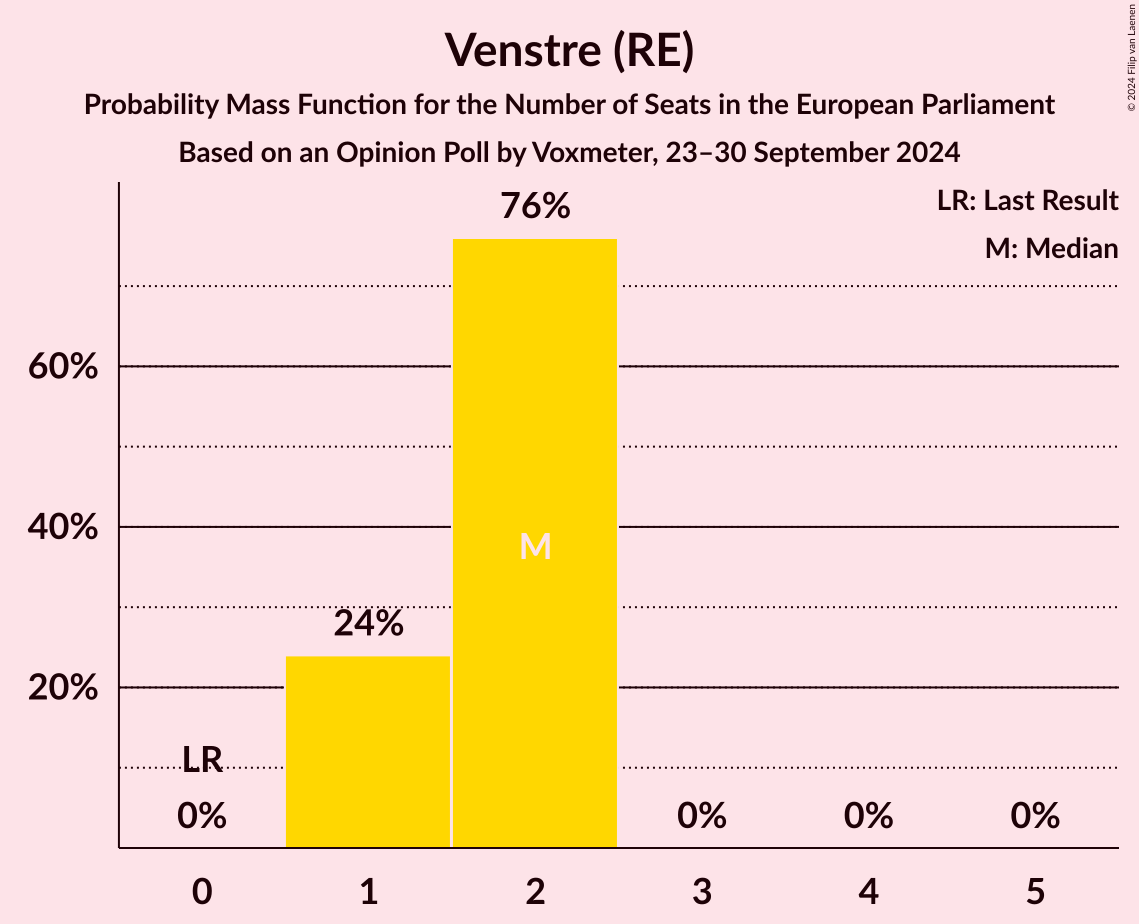 Venstre (RE)
Probability Mass Function for the Number of Seats in the European Parliament
Based on an Opinion Poll by Voxmeter, 23–30 September 2024
© 2024 Filip van Laenen
LR: Last Result
M: Median
76%
60%
40%
M
24%
20%
LR
0%
0%
0%
0%
0
1
2
3
4
5